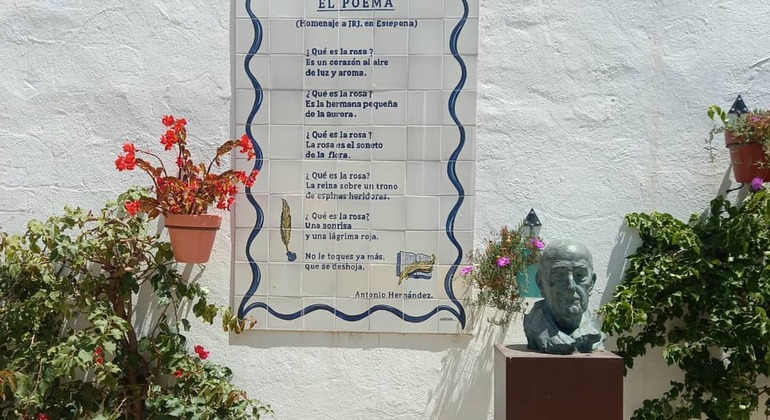 EL POEMA
(Homenaje a JRJ. en Estepona)
¿Qué es la rosa?
Es un corazón al aire
de luz y aroma.
¿Qué es la rosa?
Es la hermana pequeña
de la aurora.
¿Qué es la rosa?
La rosa es el soneto
de la flora.
¿Qué es la rosa?
La reina sobre un trono
de espinas heridoras.
¿Qué es la rosa?
Una sonrisa
y una lágrima roja.
No le toques ya más,
que se deshoja.
Antonio Hernández.